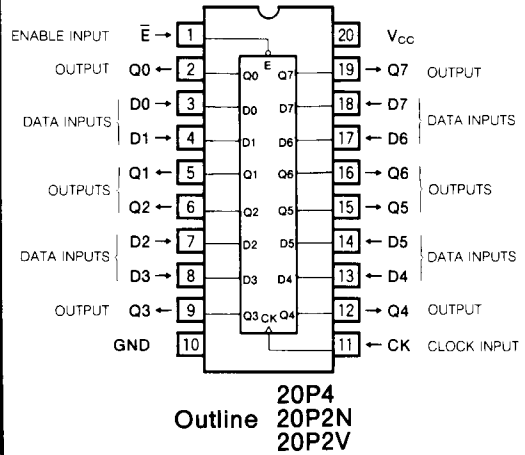 ENABLE INPUT E̅ → 1 20 VCC
E
OUTPUT Q0 ← 2 Q0 Q7 19 → Q7 OUTPUT
D0 → 3 D0 D7 18 ← D7
DATA INPUTS DATA INPUTS
D1 → 4 D1 D6 17 ← D6
Q1 ← 5 Q1 Q6 16 → Q6
OUTPUTS OUTPUTS
Q2 ← 6 Q2 Q5 15 → Q5
D2 → 7 D2 D5 14 ← D5
DATA INPUTS DATA INPUTS
D3 → 8 D3 D4 13 ← D4
OUTPUT Q3 ← 9 Q3 CK Q4 12 → Q4 OUTPUT
GND 10 11 ← CK CLOCK INPUT
20P4
Outline 20P2N
20P2V